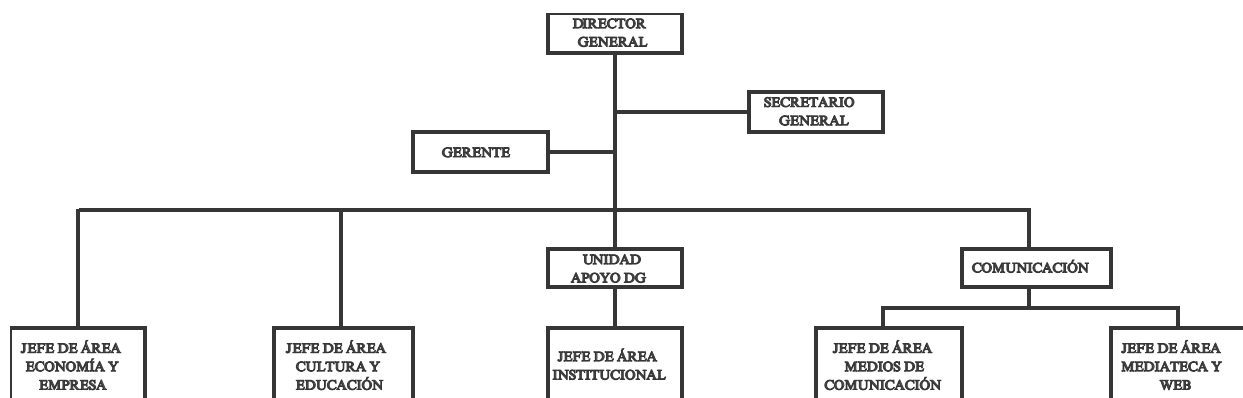 DIRECTOR
GENERAL
SECRETARIO
GENERAL
GERENTE
UNIDAD
APOYO DG
COMUNICACIÓN
JEFE DE ÁREA
ECONOMÍA Y
EMPRESA
JEFE DE ÁREA
CULTURA Y
EDUCACIÓN
JEFE DE ÁREA
INSTITUCIONAL
JEFE DE ÁREA
MEDIOS DE
COMUNICACIÓN
JEFE DE ÁREA
MEDIATECA Y
WEB